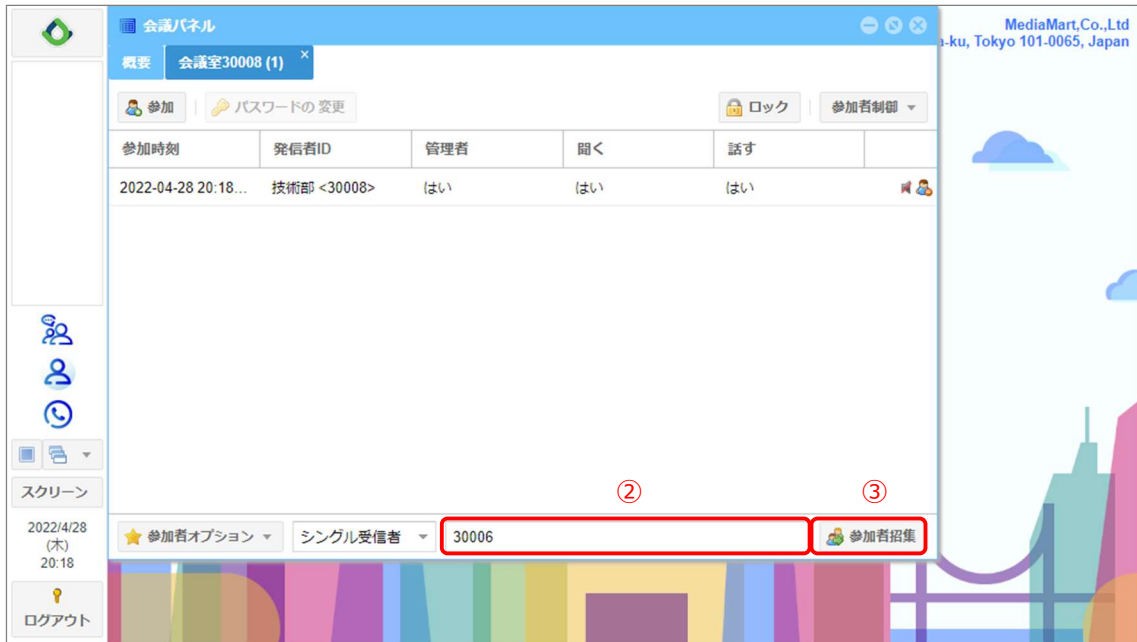 会議パネル
MediaMart,Co.,Ltd
a-ku, Tokyo 101-0065, Japan
概要 会議室30008 (1)
参加 パスワードの 変更 ロック 参加者制御
参加時刻 発信者ID 管理者 聞く 話す
2022-04-28 20:18... 技術部 <30008> はい はい はい
② ③
参加者オプション シングル受信者 30006 参加者招集
スクリーン
2022/4/28
(木)
20:18
ログアウト